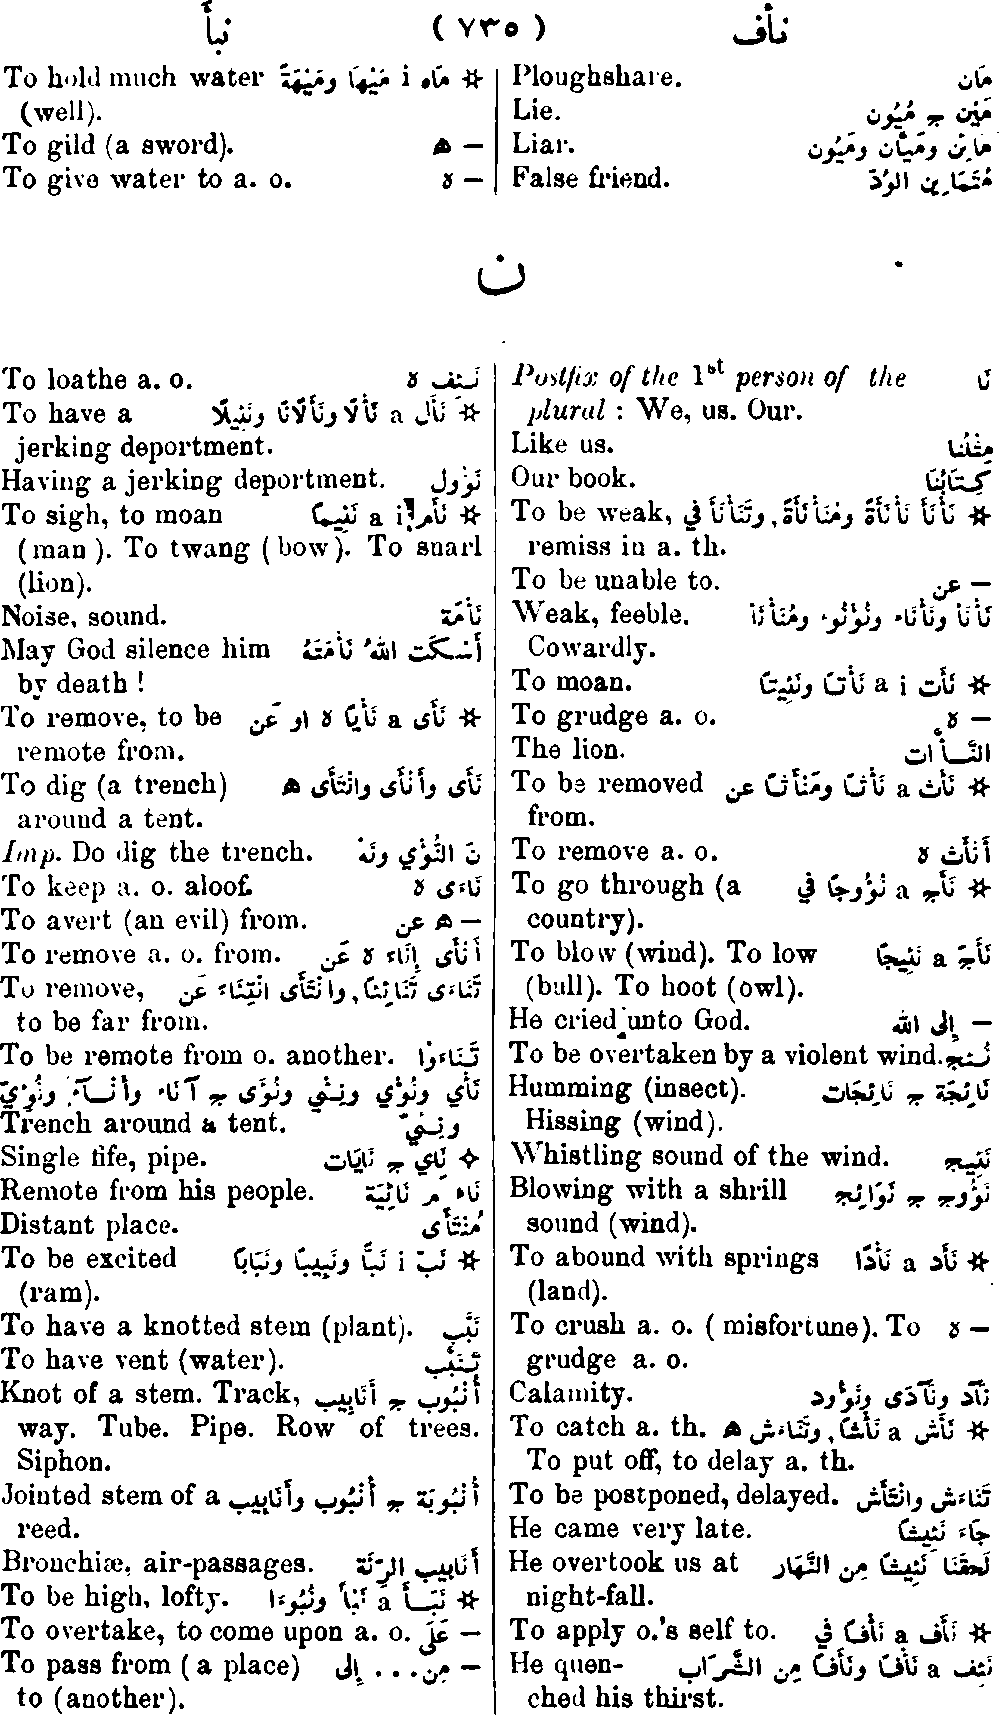 نأف ( ٧٣٥ ) نبأ
Ploughshare. مَان
Lie. مَيْن ج مُيُون
Liar. مَايِن ومَيَّان ومَيُون
False friend. مُتَمَايِن الوُدّ
To hold much water مَاه i مَيْهًا ومَيْهَةً ✲
(well).
To gild (a sword). ه —
To give water to a. o. ة —
ن
Postfix of the 1st person of the نَا
plural : We, us. Our.
Like us. مِثْلُنَا
Our book. كِتَابُنَا
To be weak, نَأْنَأَ نَأْنَأَةً ومُنَأْنَأَةً, وتَنَأْنَأَ في ✲
remiss in a. th.
To be unable to. عن —
Weak, feeble. نَأْنَأ ونَأْنَاء ونُؤْنُوء ومُنَأْنَأ
Cowardly.
To moan. نَأَت a i نَأْتًا ونَئِيتًا ✲
To grudge a. o. ة —
The lion. النَّأَّات
To be removed نَأَث a نَأْثًا ومَنْأَثًا عن ✲
from.
To remove a. o. أَنْأَث ة
To go through (a نَأَج a نُؤُوجًا في ✲
country).
To blow (wind). To low نَأَج a نَئِيجًا
(bull). To hoot (owl).
He cried unto God. إِلى الله —
To be overtaken by a violent wind. نُئِج
Humming (insect). نَائِجَة ج نَائِجَات
Hissing (wind).
Whistling sound of the wind. نَئِيج
Blowing with a shrill نَؤُوج ج نَوَائِج
sound (wind).
To abound with springs نَأَد a نَأْدًا ✲
(land).
To crush a. o. ( misfortune). To ة —
grudge a. o.
Calamity. نَآد ونَآدَى ونَؤُود
To catch a. th. نَأَش a نَأْشًا, وتَنَاءَش ه ✲
To put off, to delay a. th.
To be postponed, delayed. تَنَاءَش وانْتَأَش
He came very late. جَاءَ نَئِيشًا
He overtook us at لَحِقَنَا نَئِيشًا مِن النَّهَار
night-fall.
To apply o.'s self to. نَأَف a نَأْفًا في ✲
He quen- نَئِف a نَأْفًا ونَأَفًا مِن الشَّرَاب
ched his thirst.
To loathe a. o. نَئِف ة
To have a نَأَل a نَأْلًا ونَأَلَانًا ونَئِيلًا ✲
jerking deportment.
Having a jerking deportment. نَؤُول
To sigh, to moan نَأَم a i نَئِيمًا ✲
(man ). To twang ( bow). To snarl
(lion).
Noise, sound. نَأْمَة
May God silence him أَسْكَتَ اللهُ نَأْمَتَهُ
by death !
To remove, to be نَأَى a نَأْيًا ة او عَن ✲
remote from.
To dig (a trench) نَأَى وأَنْأَى وانْتَأَى ه
around a tent.
Imp. Do dig the trench. نَ النُّؤْيَ ونَهْ
To keep a. o. aloof. نَاءَى ة
To avert (an evil) from. ه عن —
To remove a. o. from. أَنْأَى إِنَاء ة عَن
To remove, تَنَاءَى تَنَائِيًا, وانْتَأَى انْتِئَاء عَن
to be far from.
To be remote from o. another. تَنَاءَوْا
نَأْي ونُؤْي ونِئْي ونُؤَى ج آنَاء وأَنْآء ونُؤِيّ
Trench around a tent. ونِئِيّ
Single fife, pipe. نَاي ج نَايَات ✧
Remote from his people. نَاء م نَائِيَة
Distant place. مُنْتَأَى
To be excited نَبّ i نَبًّا ونَبِيبًا ونُبَابًا ✲
(ram).
To have a knotted stem (plant). نَبَّب
To have vent (water). تَنَبَّب
Knot of a stem. Track, أُنْبُوب ج أَنَابِيب
way. Tube. Pipe. Row of trees.
Siphon.
Jointed stem of a أُنْبُوبَة ج أُنْبُوب وأَنَابِيب
reed.
Bronchiæ, air-passages. أَنَابِيب الرِّئَة
To be high, lofty. نَبَأَ a نَبْأً ونُبُوءًا ✲
To overtake, to come upon a. o. عَلَى —
To pass from ( a place) مِن... إِلى —
to (another).